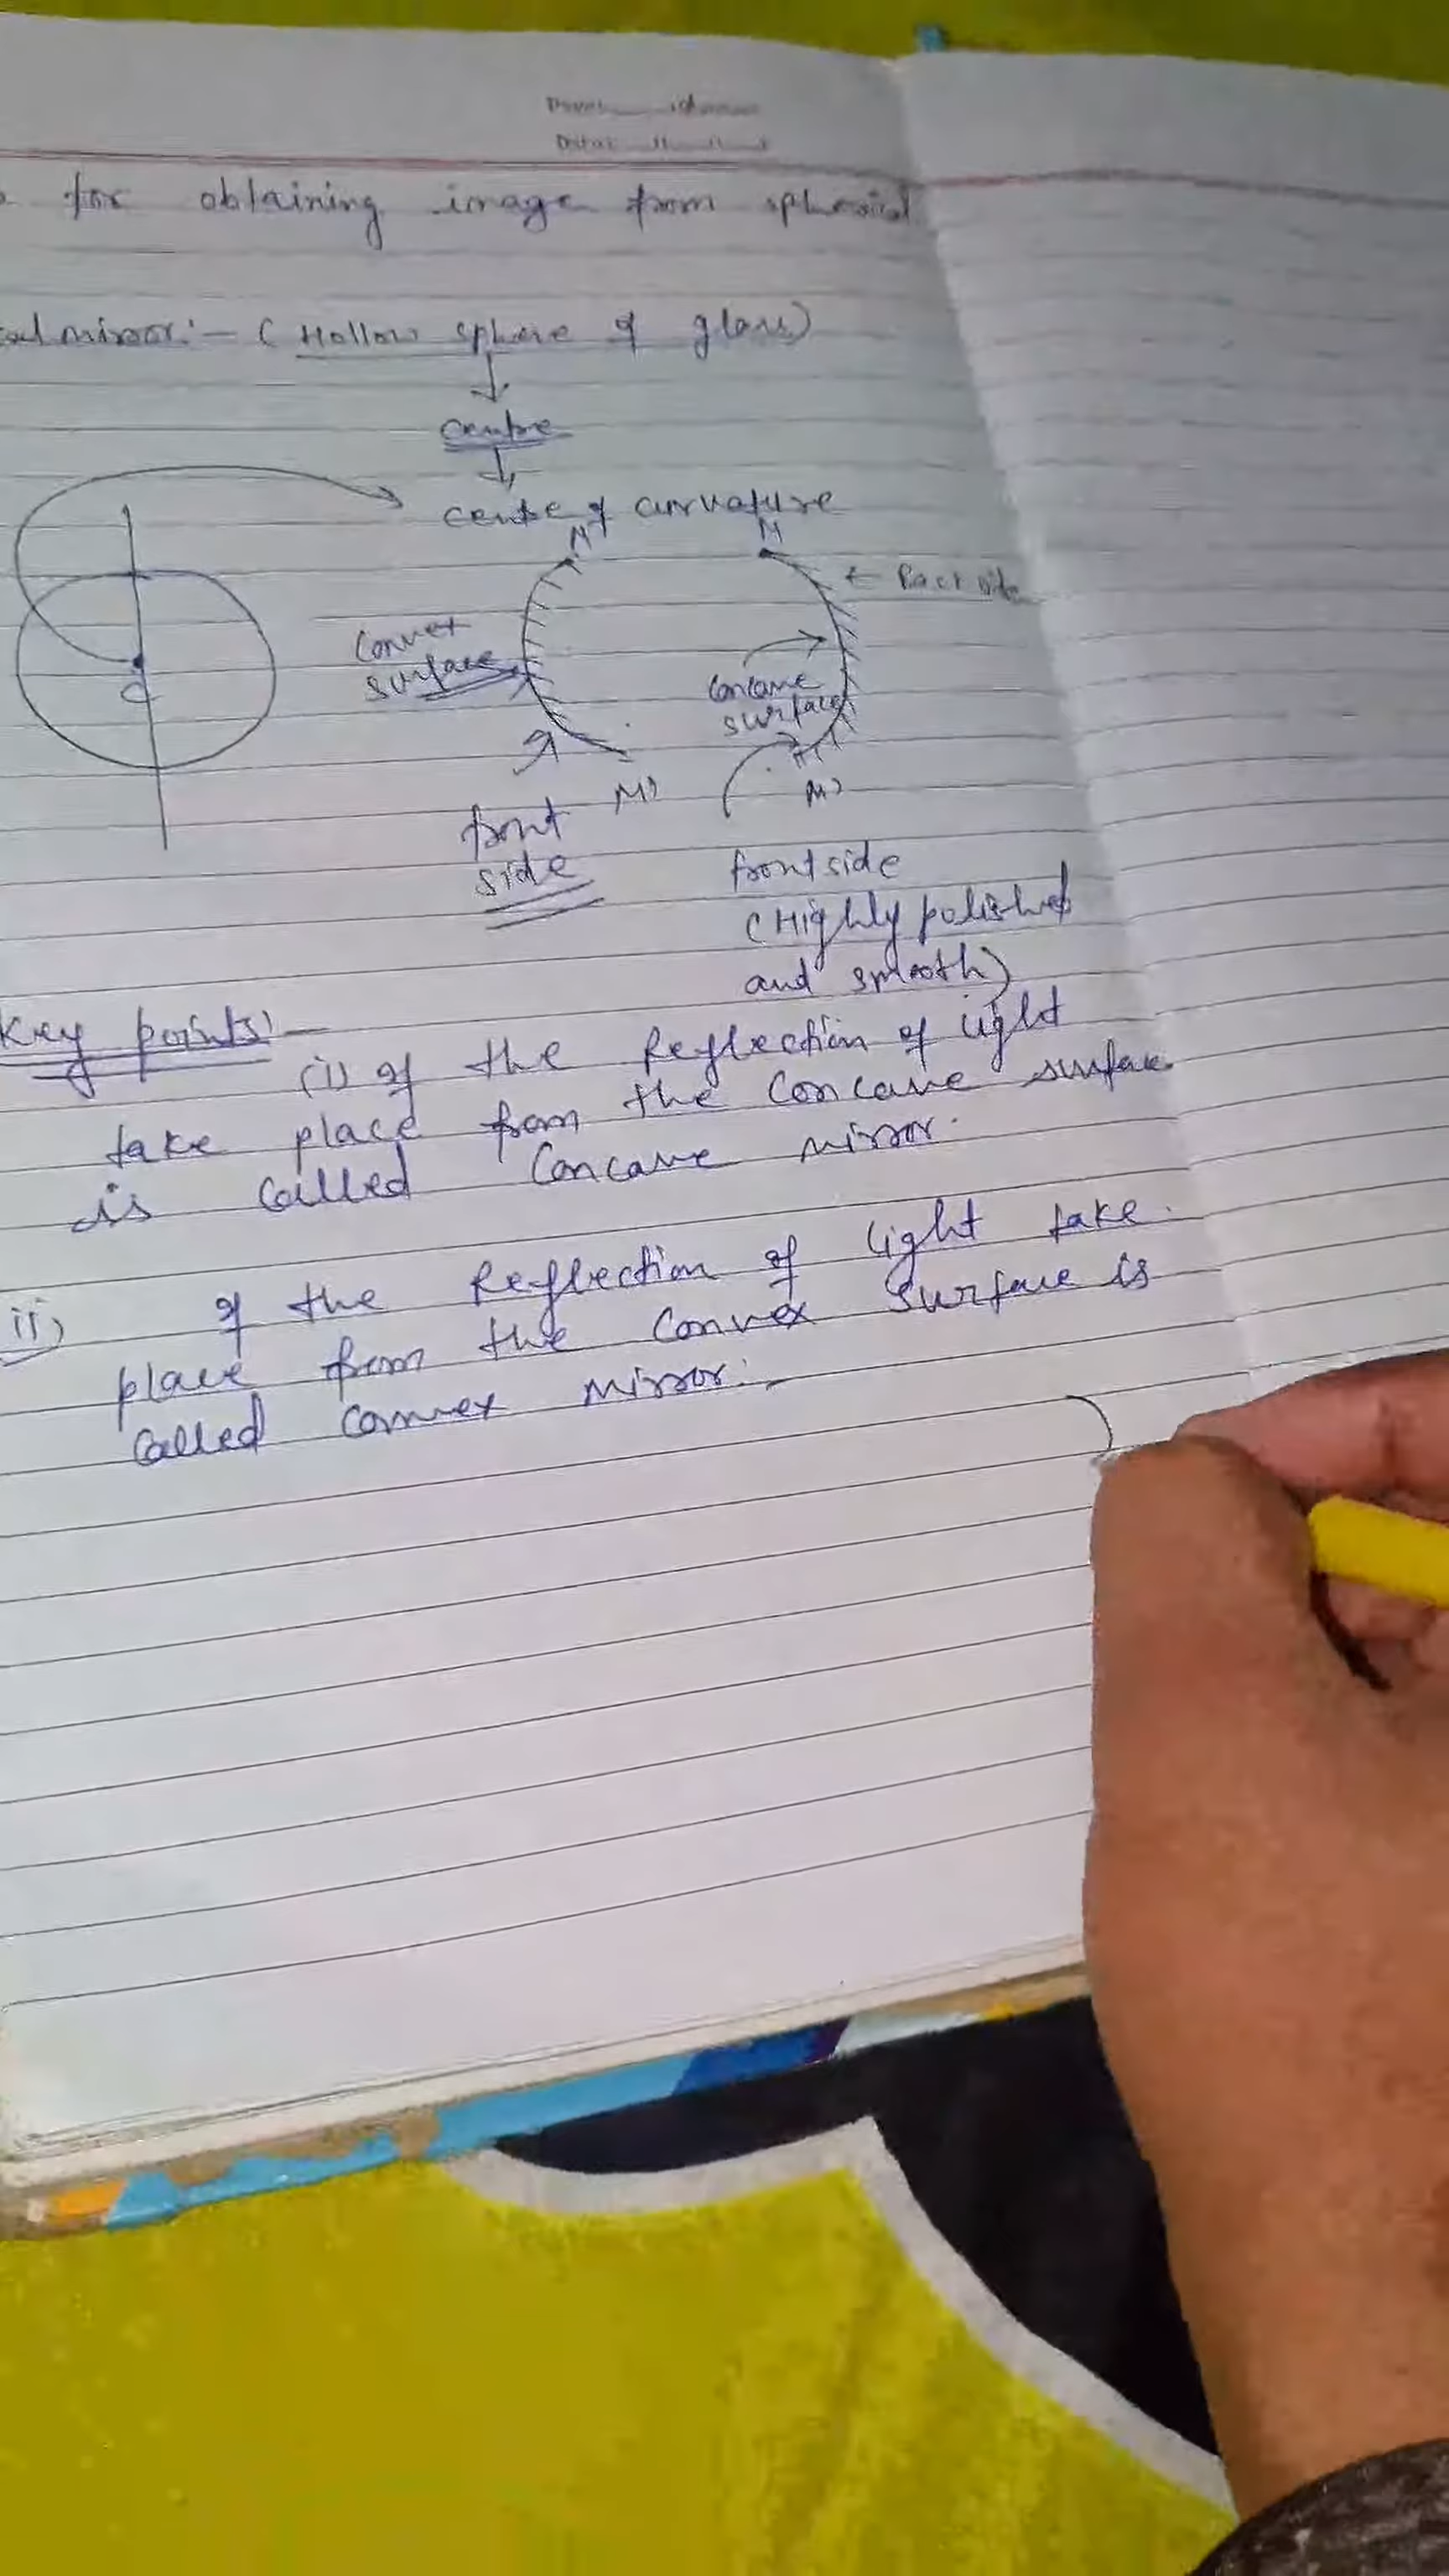 for obtaining image from spherical
mirror:- (Hollow sphere of glass)
centre
centre of curvature
M
M
← Back side
Convex
surface
C
Concave
surface
M'
M'
front
side
frontside
(Highly polished
and smooth)
Key points:-
(i) If the Reflection of light
take place from the Concave surface
is Called Concave mirror.
ii) If the Reflection of light take
place from the Convex Surface is
Called Convex Mirror:-